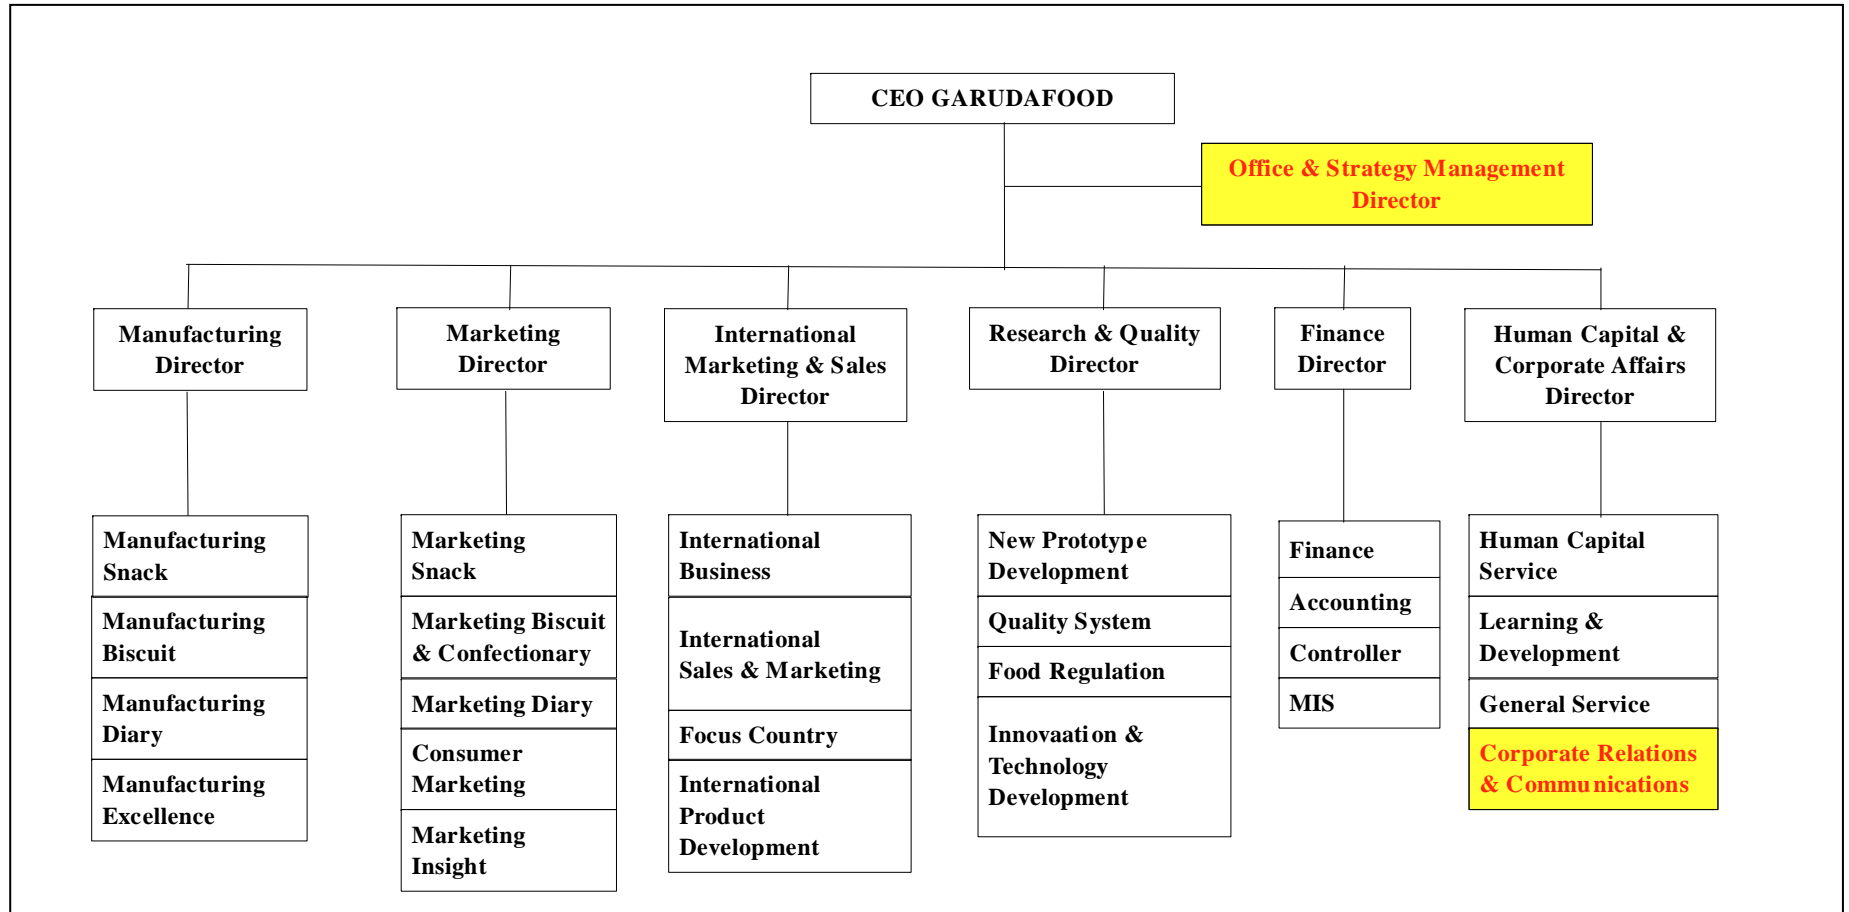 CEO GARUDAFOOD
Office & Strategy Management
Director
Manufacturing
Director
Marketing
Director
International
Marketing & Sales
Director
Research & Quality
Director
Finance
Director
Human Capital &
Corporate Affairs
Director
Manufacturing
Snack
Manufacturing
Biscuit
Manufacturing
Diary
Manufacturing
Excellence
Marketing
Snack
Marketing Biscuit
& Confectionary
Marketing Diary
Consumer
Marketing
Marketing
Insight
International
Business
International
Sales & Marketing
Focus Country
International
Product
Development
New Prototype
Development
Quality System
Food Regulation
Innovaation &
Technology
Development
Finance
Accounting
Controller
MIS
Human Capital
Service
Learning &
Development
General Service
Corporate Relations
& Communications